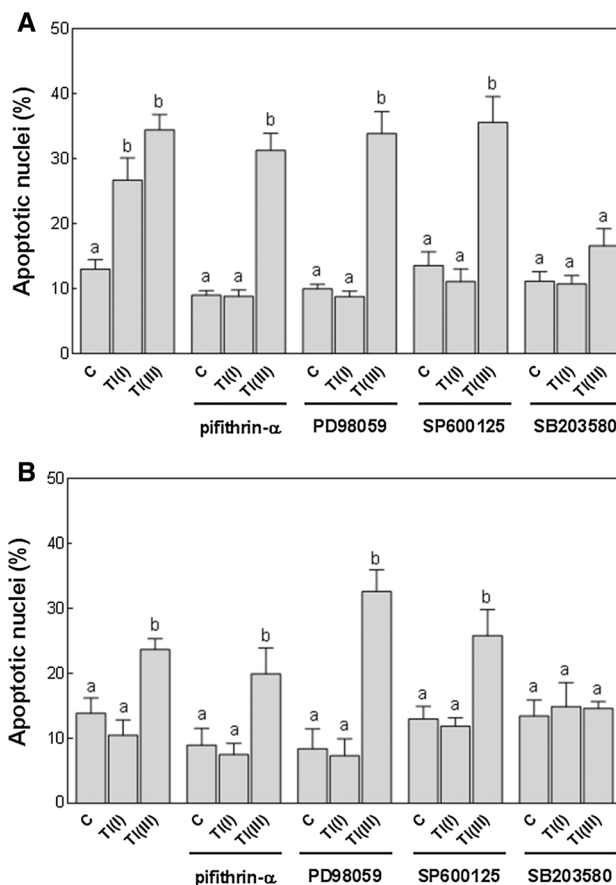 A
50
40
30
20
10
0
Apoptotic nuclei (%)
a b b a a b a a b a a b a a a
C Tl(I) Tl(III) C Tl(I) Tl(III) C Tl(I) Tl(III) C Tl(I) Tl(III) C Tl(I) Tl(III)
pifithrin-α PD98059 SP600125 SB203580
B
50
40
30
20
10
0
Apoptotic nuclei (%)
a a b a a b a a b a a b a a a
C Tl(I) Tl(III) C Tl(I) Tl(III) C Tl(I) Tl(III) C Tl(I) Tl(III) C Tl(I) Tl(III)
pifithrin-α PD98059 SP600125 SB203580